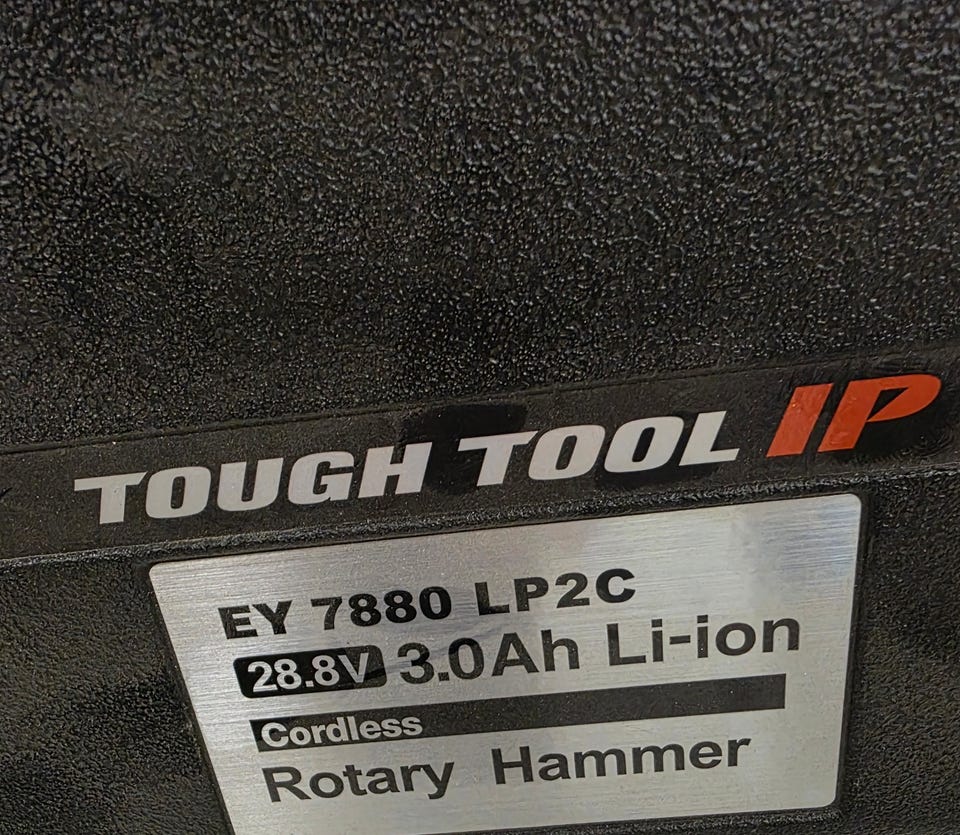 TOUGH TOOL IP
EY 7880 LP2C
28.8V 3.0Ah Li-ion
Cordless
Rotary Hammer